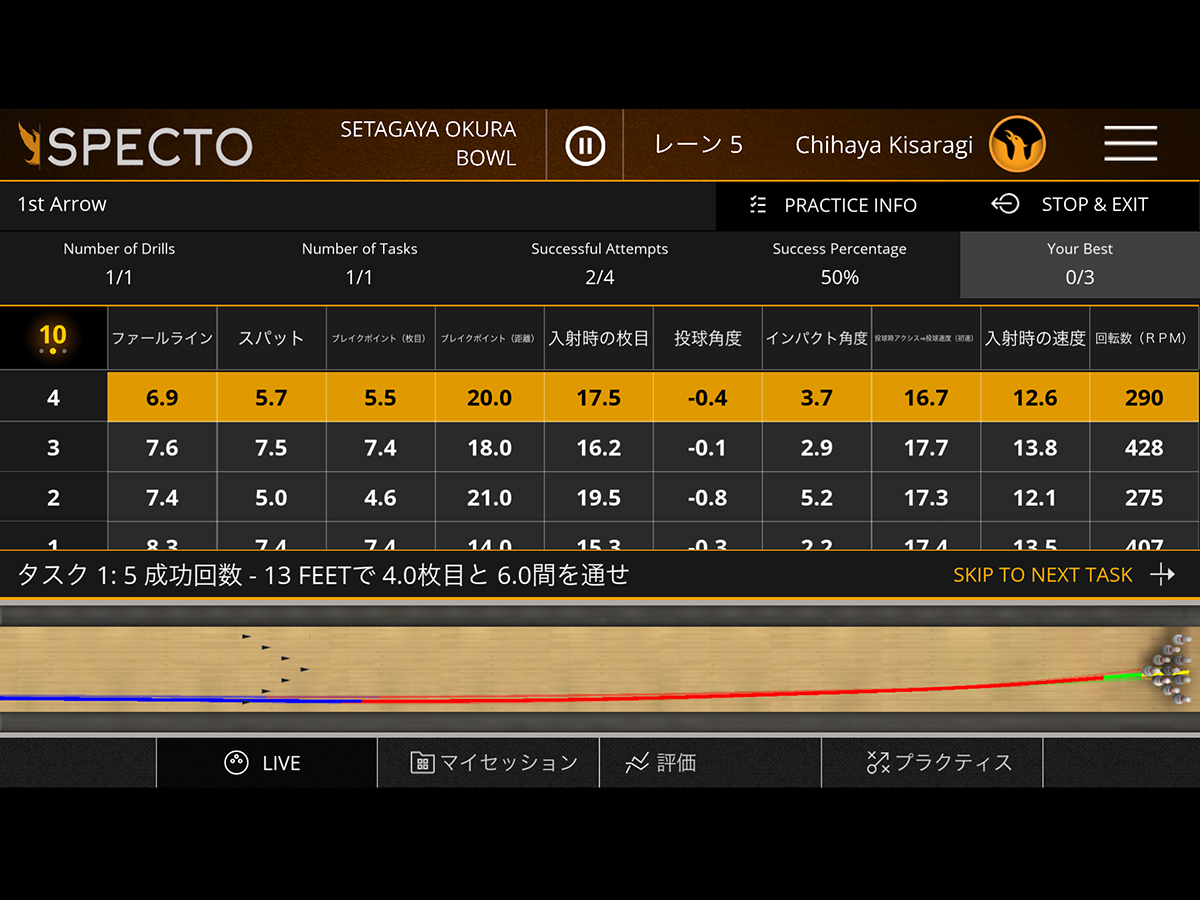 SPECTO
SETAGAYA OKURA
BOWL
レーン 5
Chihaya Kisaragi
1st Arrow
PRACTICE INFO
STOP & EXIT
Number of Drills Number of Tasks Successful Attempts Success Percentage Your Best
1/1 1/1 2/4 50% 0/3
10 ファールライン スパット ブレイクポイント（枚目） ブレイクポイント（距離） 入射時の枚目 投球角度 インパクト角度 投球時アクシス⇒投球速度（初速） 入射時の速度 回転数（ＲＰＭ）
4 6.9 5.7 5.5 20.0 17.5 -0.4 3.7 16.7 12.6 290
3 7.6 7.5 7.4 18.0 16.2 -0.1 2.9 17.7 13.8 428
2 7.4 5.0 4.6 21.0 19.5 -0.8 5.2 17.3 12.1 275
1 8.3 7.4 7.4 14.0 15.3 -0.3 2.2 17.4 13.5 407
タスク 1: 5 成功回数 - 13 FEETで 4.0枚目と 6.0間を通せ
SKIP TO NEXT TASK
LIVE
マイセッション
評価
プラクティス